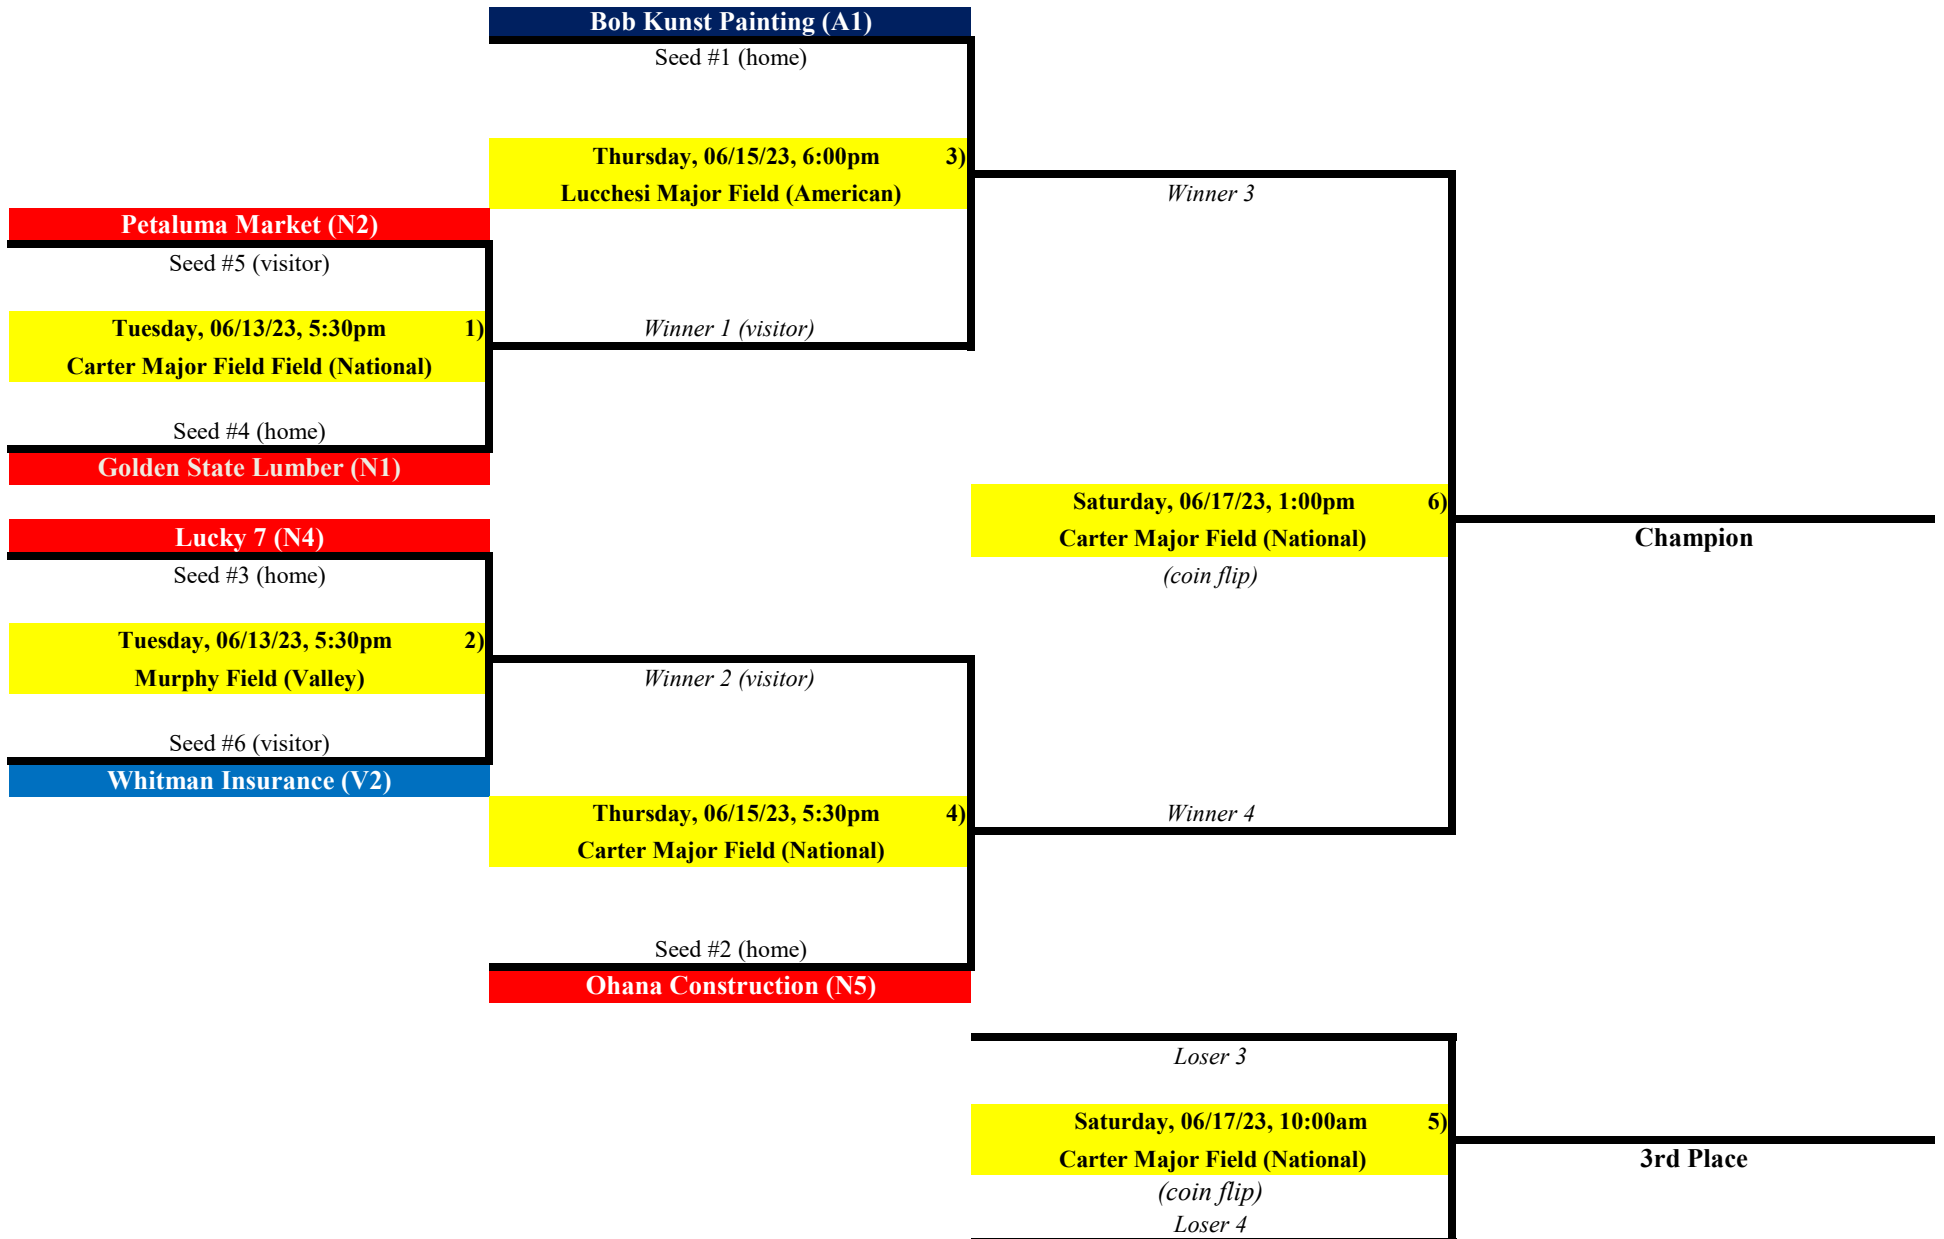 Bob Kunst Painting (A1)
Seed #1 (home)
Thursday, 06/15/23, 6:00pm 3)
Lucchesi Major Field (American)
Winner 3
Petaluma Market (N2)
Seed #5 (visitor)
Tuesday, 06/13/23, 5:30pm 1)
Carter Major Field Field (National)
Winner 1 (visitor)
Seed #4 (home)
Golden State Lumber (N1)
Saturday, 06/17/23, 1:00pm 6)
Carter Major Field (National)
(coin flip)
Champion
Lucky 7 (N4)
Seed #3 (home)
Tuesday, 06/13/23, 5:30pm 2)
Murphy Field (Valley)
Winner 2 (visitor)
Seed #6 (visitor)
Whitman Insurance (V2)
Thursday, 06/15/23, 5:30pm 4)
Carter Major Field (National)
Winner 4
Seed #2 (home)
Ohana Construction (N5)
Loser 3
Saturday, 06/17/23, 10:00am 5)
Carter Major Field (National)
(coin flip)
Loser 4
3rd Place